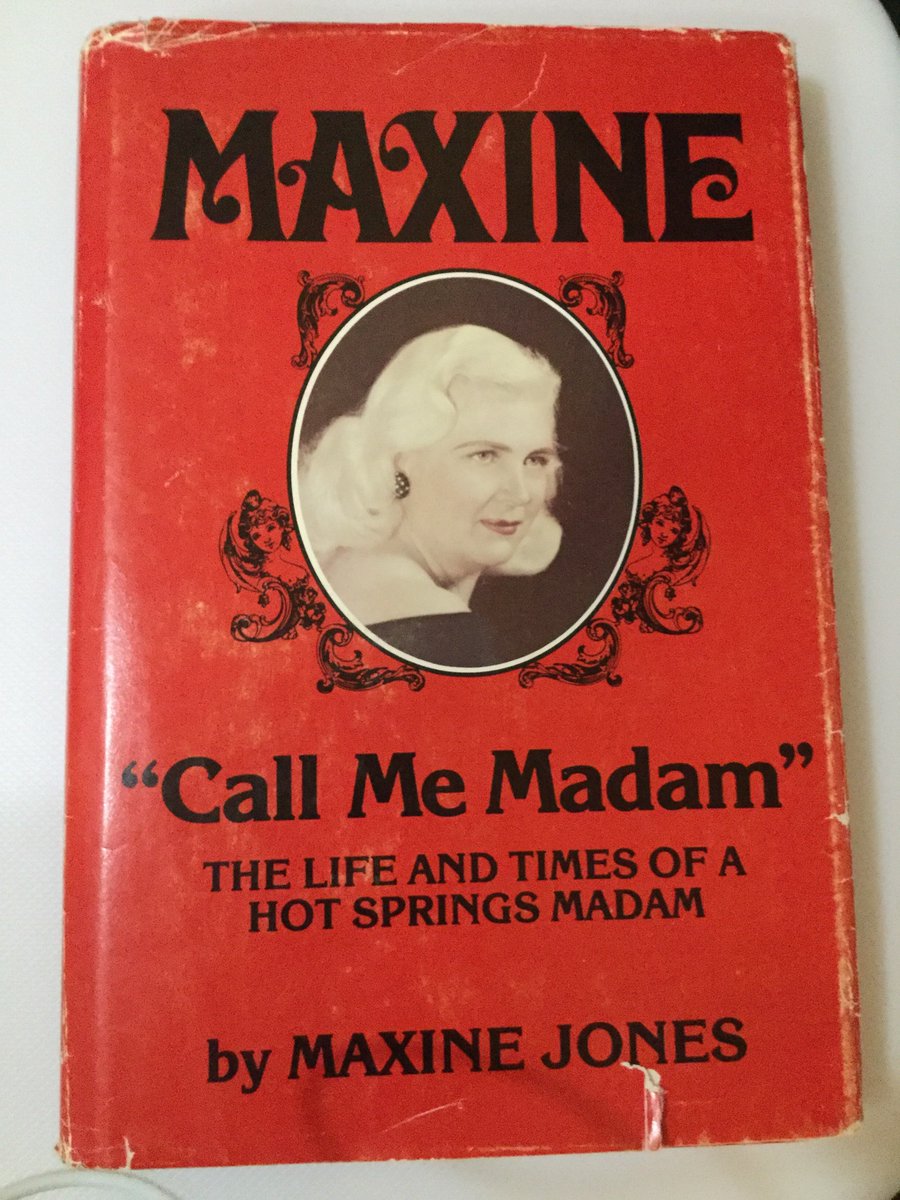 MAXINE
“Call Me Madam”
THE LIFE AND TIMES OF A
HOT SPRINGS MADAM
by MAXINE JONES